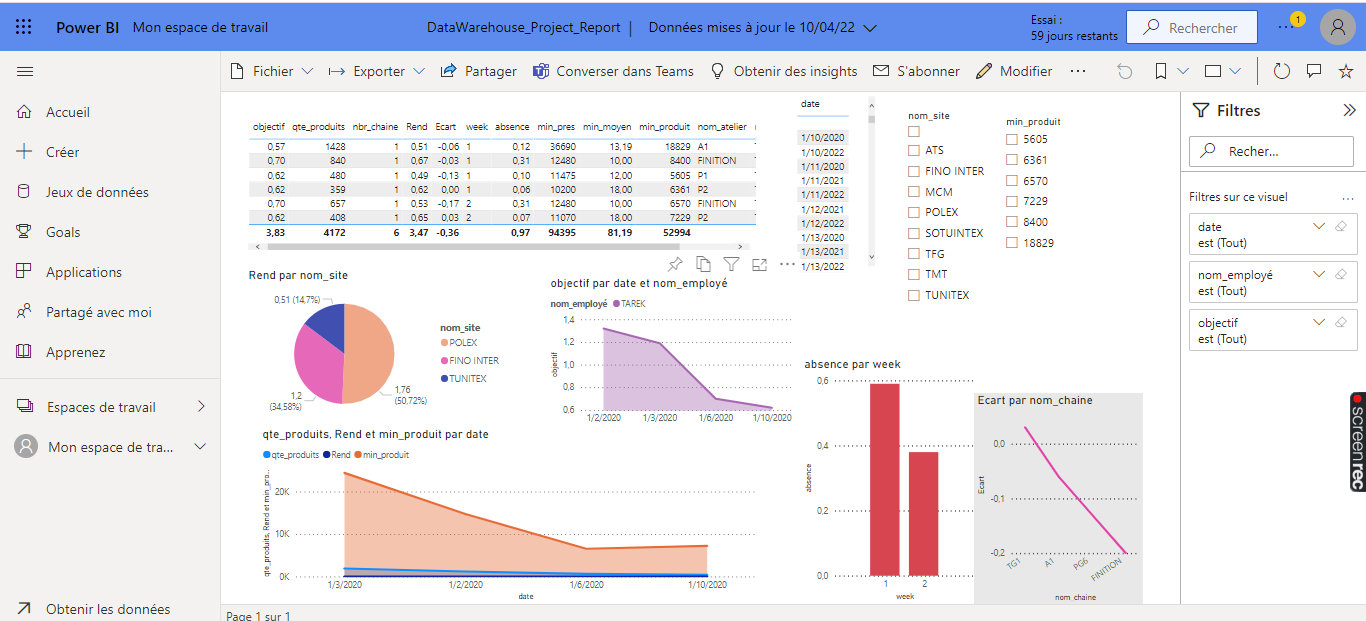 Power BI Mon espace de travail
DataWarehouse_Project_Report | Données mises à jour le 10/04/22
Essai :
59 jours restants
Rechercher
1
Fichier Exporter Partager Converser dans Teams Obtenir des insights S'abonner Modifier
Accueil
Créer
Jeux de données
Goals
Applications
Partagé avec moi
Apprenez
Espaces de travail
Mon espace de tra...
Obtenir les données
objectif qte_produits nbr_chaine Rend Ecart week absence min_pres min_moyen min_produit nom_atelier
0,57 1428 1 0,51 -0,06 1 0,12 36690 13,19 18829 A1
0,70 840 1 0,67 -0,03 1 0,31 12480 10,00 8400 FINITION
0,62 480 1 0,49 -0,13 1 0,10 11475 12,00 5605 P1
0,62 359 1 0,62 0,00 1 0,06 10200 18,00 6361 P2
0,70 657 1 0,53 -0,17 2 0,31 12480 10,00 6570 FINITION
0,62 408 1 0,65 0,03 2 0,07 11070 18,00 7229 P2
3,83 4172 6 3,47 -0,36 0,97 94395 81,19 52994
date
1/10/2020
1/10/2022
1/11/2020
1/11/2021
1/11/2022
1/12/2021
1/12/2022
1/13/2020
1/13/2021
1/13/2022
nom_site
ATS
FINO INTER
MCM
POLEX
SOTUINTEX
TFG
TMT
TUNITEX
min_produit
5605
6361
6570
7229
8400
18829
Rend par nom_site
0,51 (14,7%)
1,2
(34,58%)
1,76
(50,72%)
nom_site
POLEX
FINO INTER
TUNITEX
objectif par date et nom_employé
nom_employé TAREK
objectif
1,4
1,2
1,0
0,8
0,6
1/2/2020 1/3/2020 1/6/2020 1/10/2020
qte_produits, Rend et min_produit par date
qte_produits Rend min_produit
qte_produits, Rend et min_pro...
20K
10K
0K
1/3/2020 1/2/2020 1/6/2020 1/10/2020
date
absence par week
absence
0,6
0,4
0,2
0,0
1 2
week
Ecart par nom_chaine
Ecart
0,0
-0,1
-0,2
TG1 A1 PG6 FINITION
nom_chaine
Filtres
Recher...
Filtres sur ce visuel
date
est (Tout)
nom_employé
est (Tout)
objectif
est (Tout)
screenrec
Page 1 sur 1